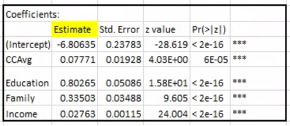 Coefficients:
Estimate Std. Error z value Pr(>|z|)
(Intercept) -6.80635 0.23783 -28.619 < 2e-16 ***
CCAvg 0.07771 0.01928 4.03E+00 6E-05 ***
Education 0.80265 0.05086 1.58E+01 < 2e-16 ***
Family 0.33503 0.03488 9.605 < 2e-16 ***
Income 0.02763 0.00115 24.004 < 2e-16 ***